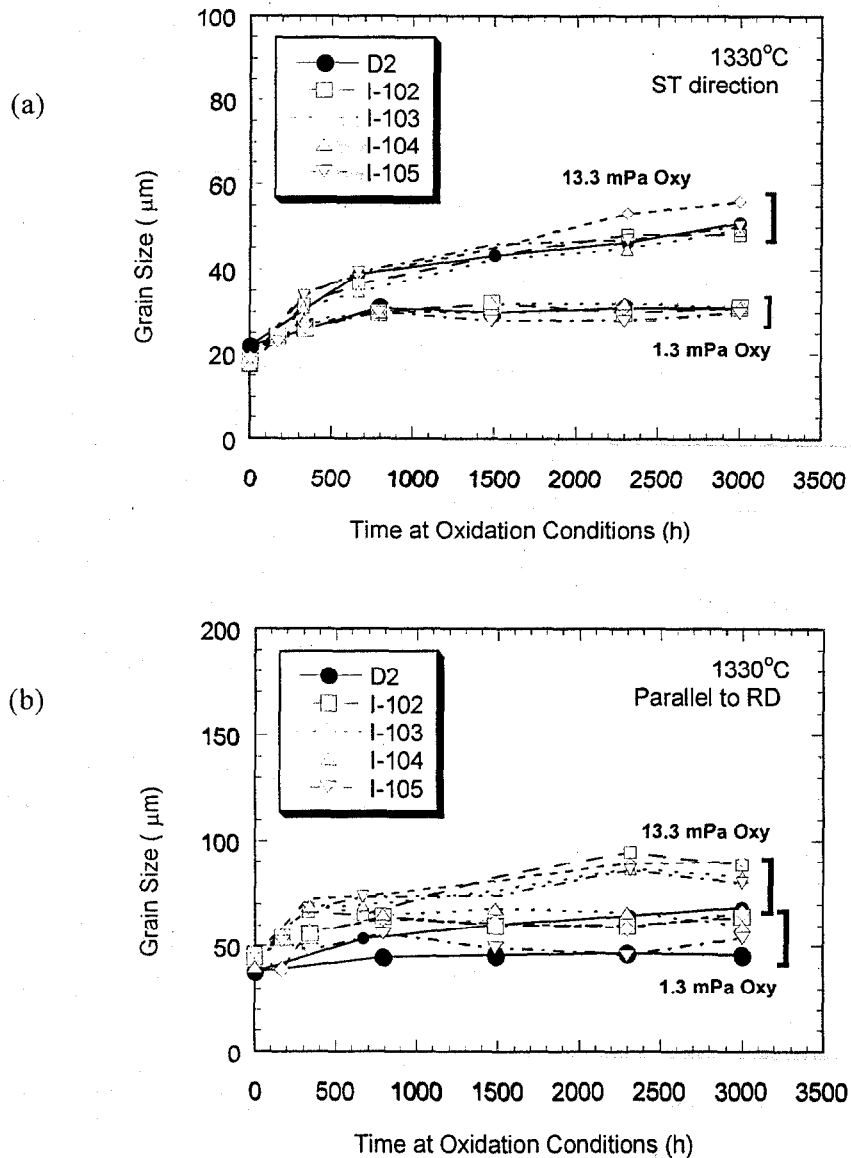 (a)
100
80
60
40
20
0
Grain Size ( μm)
D2
I-102
I-103
I-104
I-105
1330°C
ST direction
13.3 mPa Oxy
1.3 mPa Oxy
0 500 1000 1500 2000 2500 3000 3500
Time at Oxidation Conditions (h)
(b)
200
150
100
50
0
Grain Size ( μm)
D2
I-102
I-103
I-104
I-105
1330°C
Parallel to RD
13.3 mPa Oxy
1.3 mPa Oxy
0 500 1000 1500 2000 2500 3000 3500
Time at Oxidation Conditions (h)